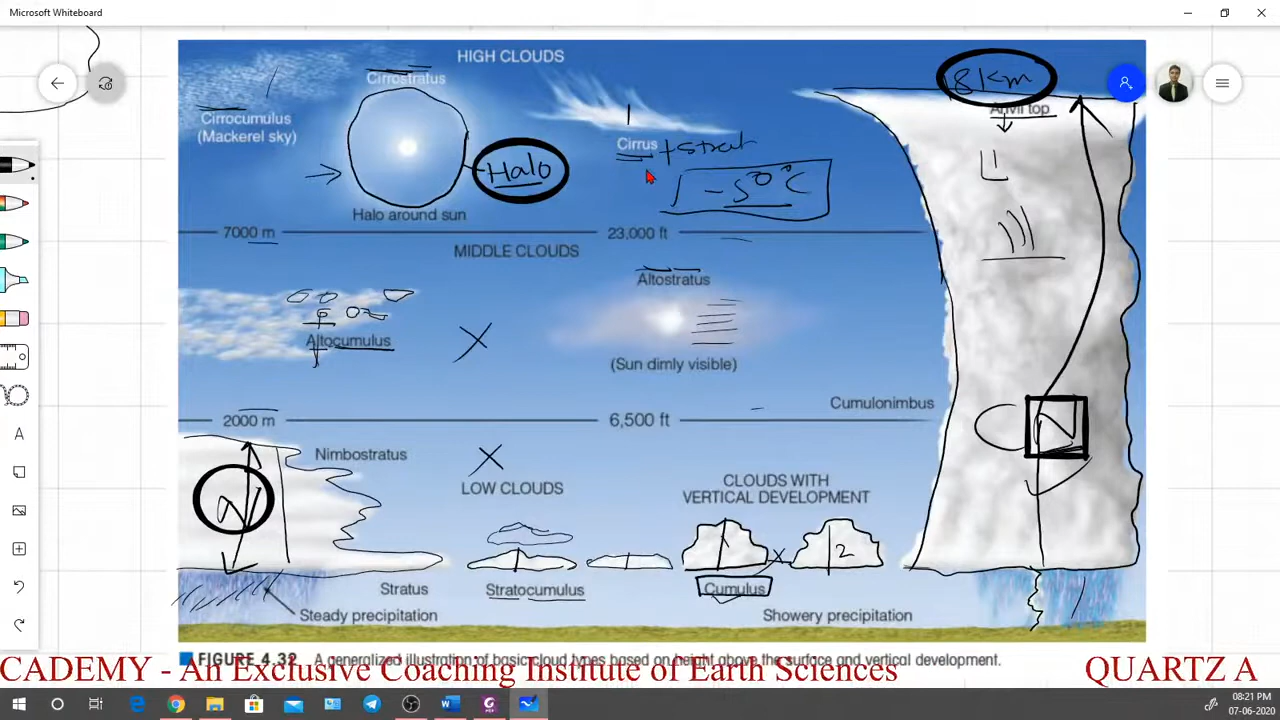 Microsoft Whiteboard
HIGH CLOUDS
Cirrostratus
8 Km
Anvil top
Cirrocumulus
(Mackerel sky)
Cirrus + Strat
Halo
-50°C
Halo around sun
7000 m
23,000 ft
MIDDLE CLOUDS
Altostratus
Altocumulus
(Sun dimly visible)
Cumulonimbus
2000 m
6,500 ft
Nimbostratus
LOW CLOUDS
CLOUDS WITH
VERTICAL DEVELOPMENT
N
N
1
2
Stratus
Stratocumulus
Cumulus
Steady precipitation
Showery precipitation
FIGURE 4.32 A generalized illustration of basic cloud types based on height above the surface and vertical development.
CADEMY - An Exclusive Coaching Institute of Earth Sciences QUARTZ A
08:21 PM
07-06-2020